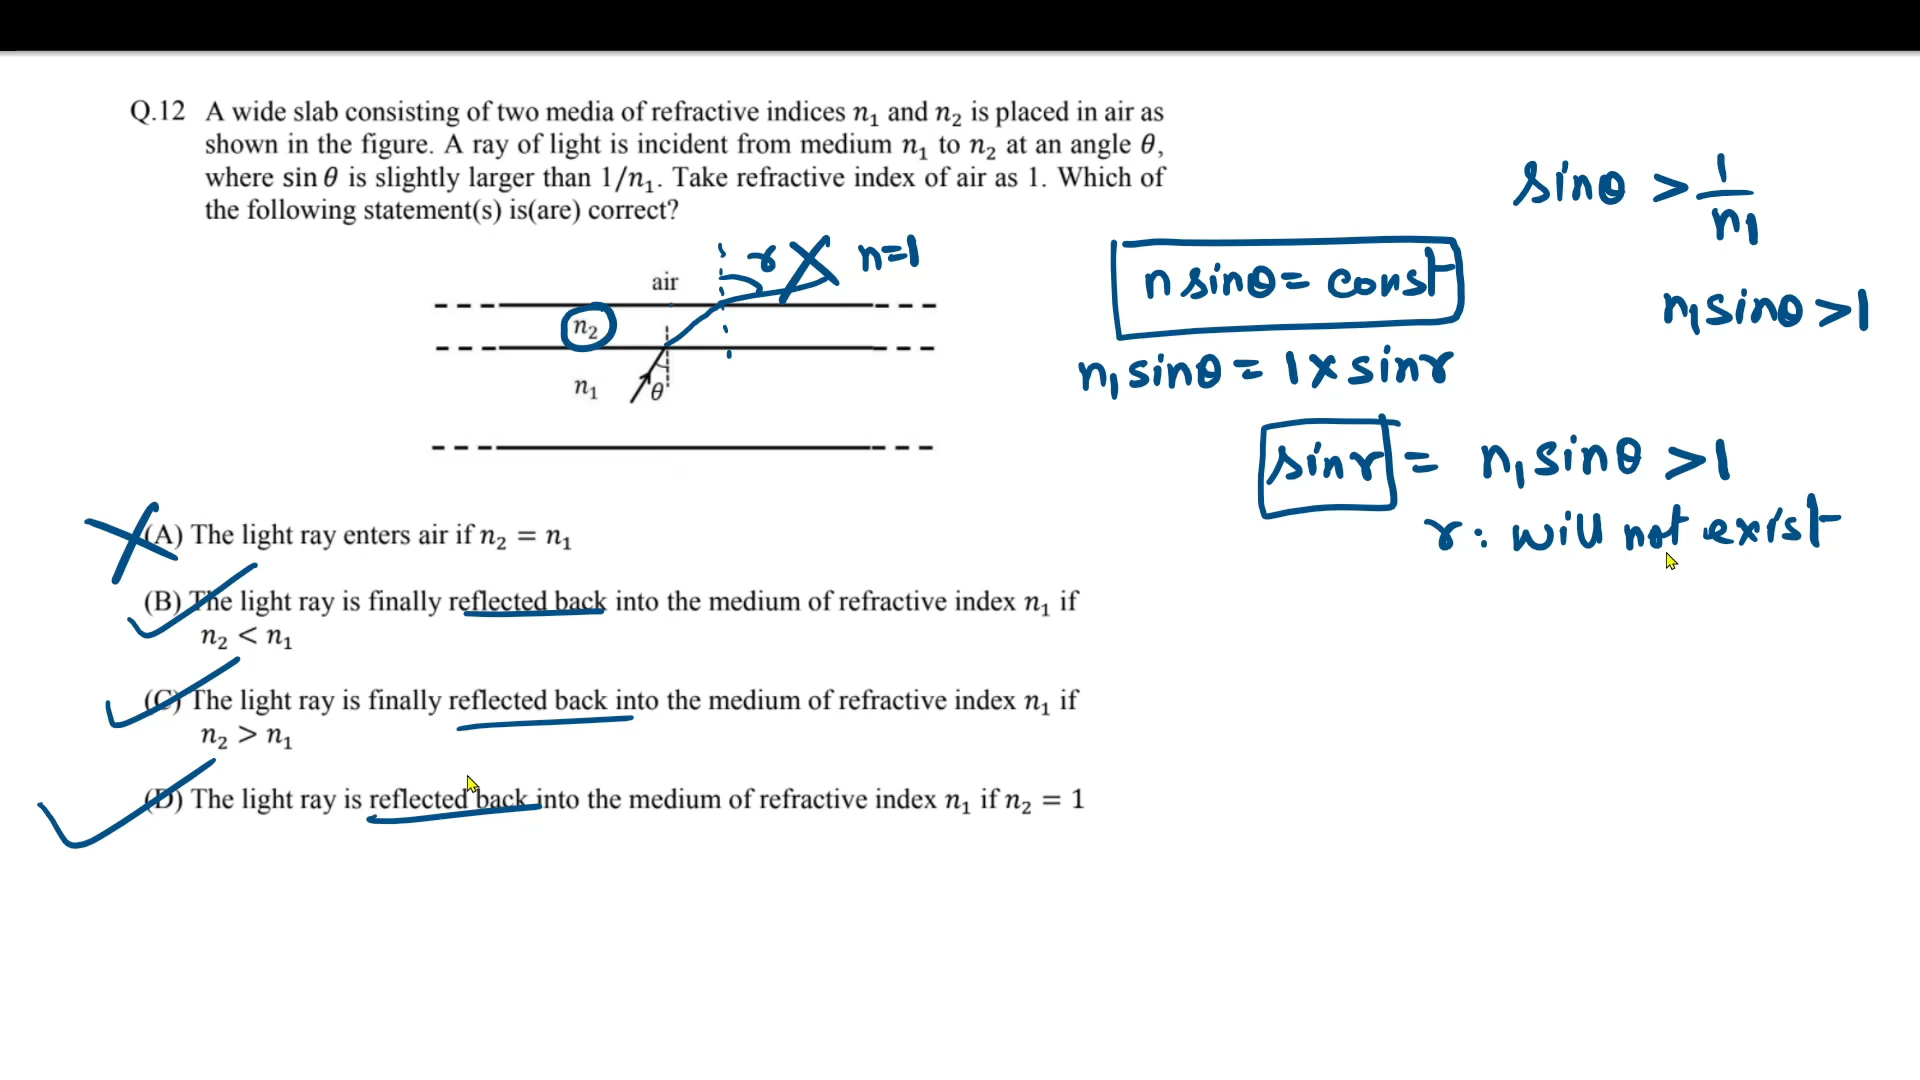 Q.12 A wide slab consisting of two media of refractive indices n₁ and n₂ is placed in air as
shown in the figure. A ray of light is incident from medium n₁ to n₂ at an angle θ,
where sin θ is slightly larger than 1/n₁. Take refractive index of air as 1. Which of
the following statement(s) is(are) correct?
air
n₂
n₁
θ
r
n=1
(A) The light ray enters air if n₂ = n₁
(B) The light ray is finally reflected back into the medium of refractive index n₁ if
n₂ < n₁
(C) The light ray is finally reflected back into the medium of refractive index n₁ if
n₂ > n₁
(D) The light ray is reflected back into the medium of refractive index n₁ if n₂ = 1
sinθ > 1/n₁
n sinθ = const
n₁sinθ > 1
n₁sinθ = 1 × sinr
sinr = n₁sinθ > 1
r: will not exist